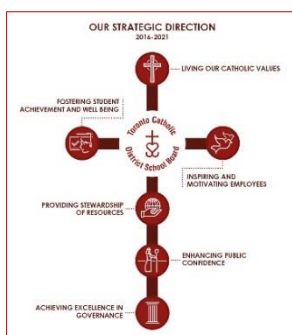 OUR STRATEGIC DIRECTION
2016-2021
LIVING OUR CATHOLIC VALUES
FOSTERING STUDENT
ACHIEVEMENT AND WELL BEING
Toronto Catholic
District School Board
INSPIRING AND
MOTIVATING EMPLOYEES
PROVIDING STEWARDSHIP
OF RESOURCES
ENHANCING PUBLIC
CONFIDENCE
ACHIEVING EXCELLENCE IN
GOVERNANCE